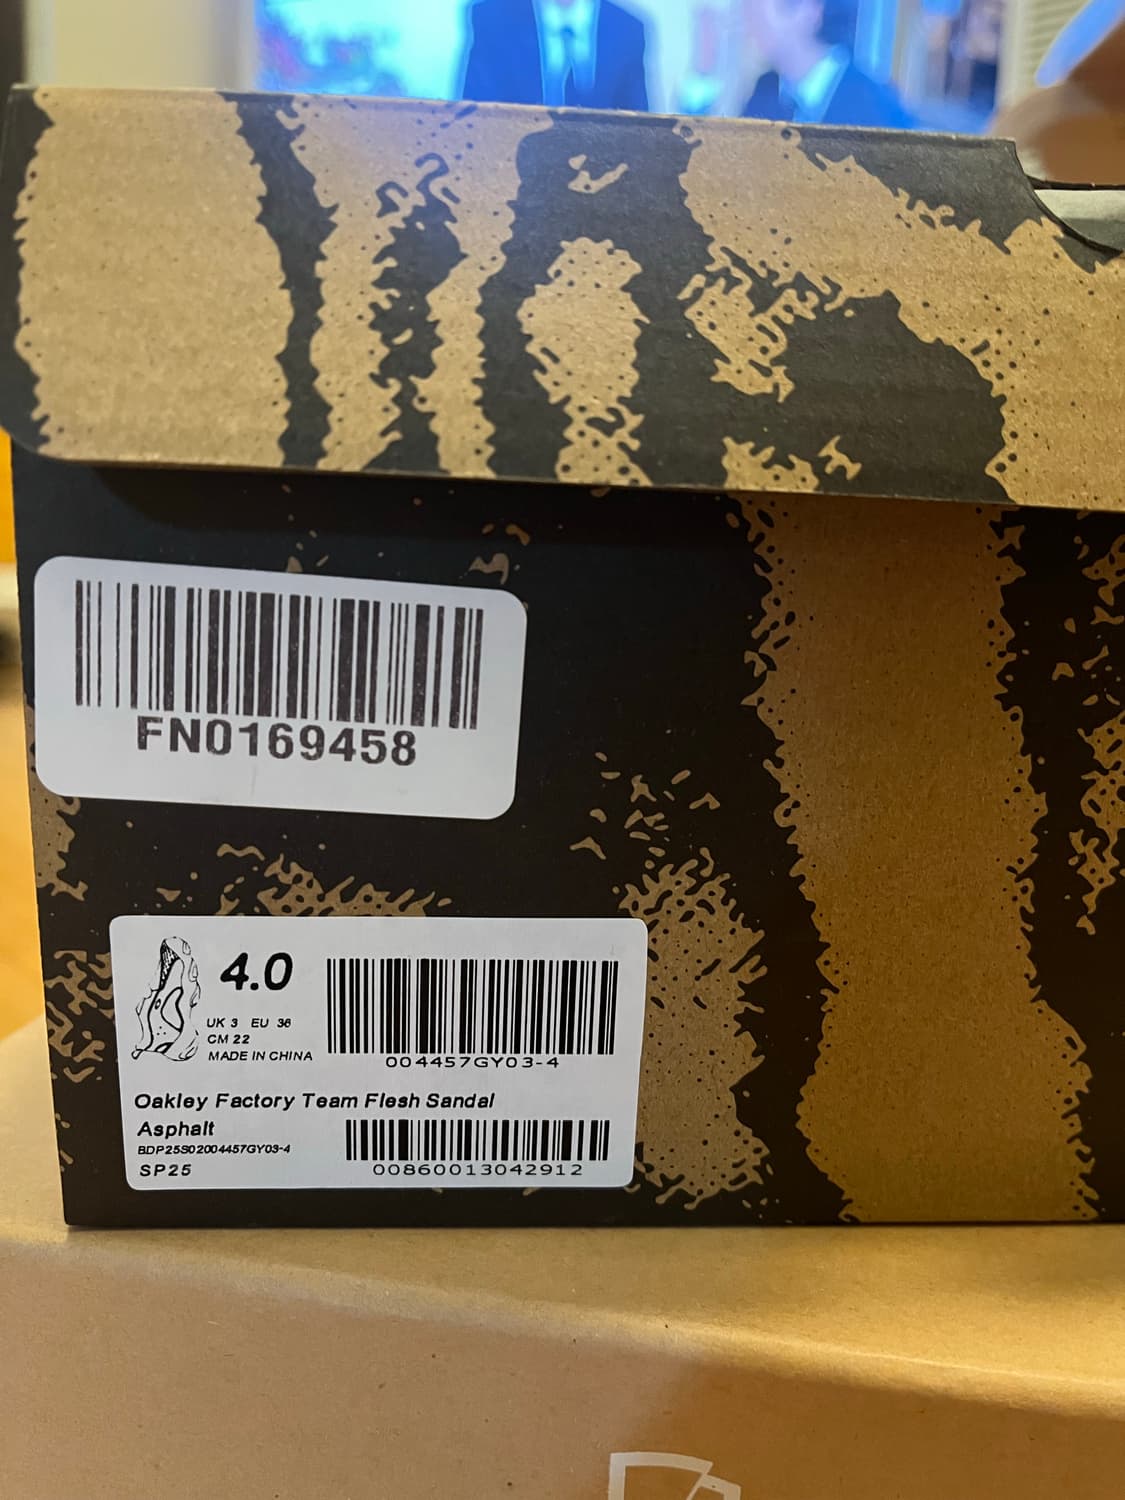 FN0169458
4.0
UK 3 EU 36
CM 22
MADE IN CHINA
004457GY03-4
Oakley Factory Team Flesh Sandal
Asphalt
BDP25S02004457GY03-4
SP25
00860013042912